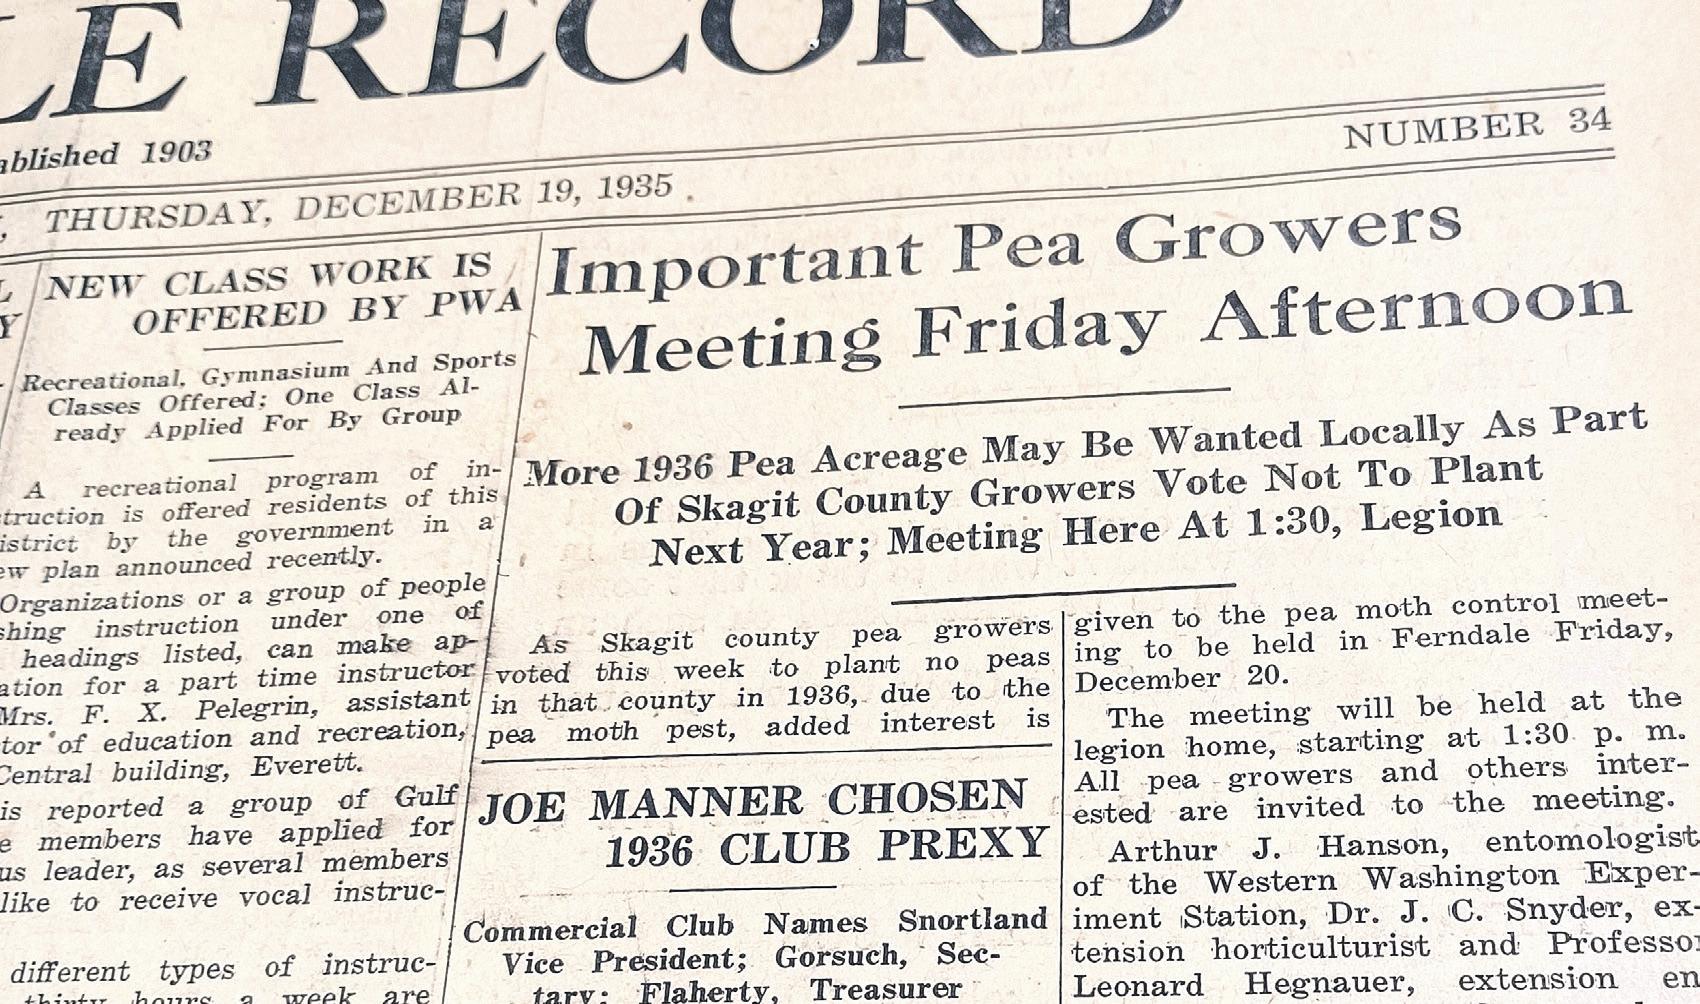 LE RECORD
ablished 1903
NUMBER 34
THURSDAY, DECEMBER 19, 1935
NEW CLASS WORK IS
OFFERED BY PWA
Recreational, Gymnasium And Sports
Classes Offered; One Class Al-
ready Applied For By Group
A recreational program of in-
truction is offered residents of this
istrict by the government in a
ew plan announced recently.
Organizations or a group of people
shing instruction under one of
headings listed, can make ap-
ation for a part time instructor
Mrs. F. X. Pelegrin, assistant
tor of education and recreation,
Central building, Everett.
is reported a group of Gulf
e members have applied for
us leader, as several members
like to receive vocal instruc-
different types of instruc-
thirty hours a week are
Important Pea Growers
Meeting Friday Afternoon
More 1936 Pea Acreage May Be Wanted Locally As Part
Of Skagit County Growers Vote Not To Plant
Next Year; Meeting Here At 1:30, Legion
As Skagit county pea growers
voted this week to plant no peas
in that county in 1936, due to the
pea moth pest, added interest is
JOE MANNER CHOSEN
1936 CLUB PREXY
Commercial Club Names Snortland
Vice President; Gorsuch, Sec-
tary; Flaherty, Treasurer
given to the pea moth control meet-
ing to be held in Ferndale Friday,
December 20.
The meeting will be held at the
legion home, starting at 1:30 p. m.
All pea growers and others inter-
ested are invited to the meeting.
Arthur J. Hanson, entomologist
of the Western Washington Exper-
iment Station, Dr. J. C. Snyder, ex-
tension horticulturist and Professor
Leonard Hegnauer, extension en